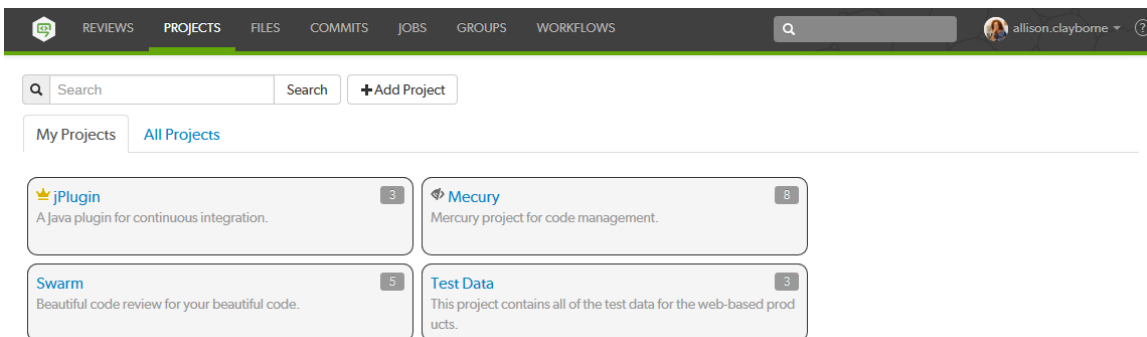 REVIEWS PROJECTS FILES COMMITS JOBS GROUPS WORKFLOWS allison.clayborne
Search Search +Add Project
My Projects All Projects
jPlugin 3 Mecury 8
A Java plugin for continuous integration. Mercury project for code management.
Swarm 5 Test Data 3
Beautiful code review for your beautiful code. This project contains all of the test data for the web-based prod
ucts.